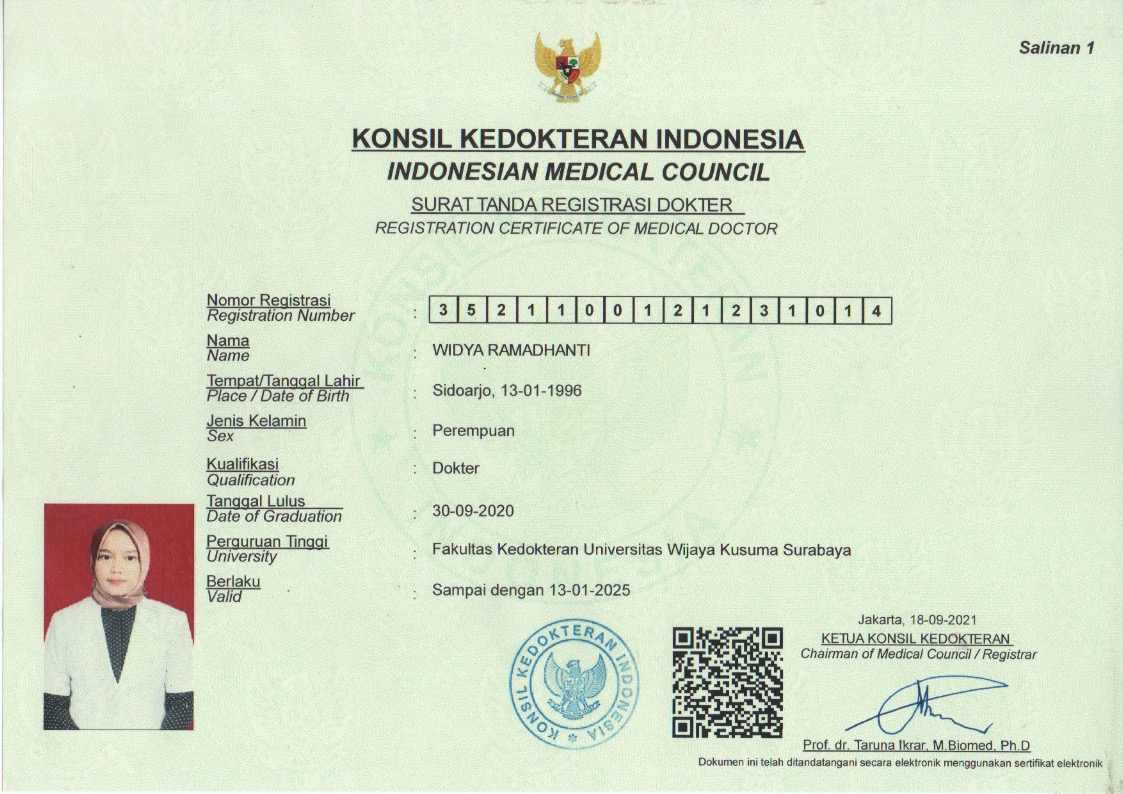 Salinan 1
KONSIL KEDOKTERAN INDONESIA
INDONESIAN MEDICAL COUNCIL
SURAT TANDA REGISTRASI DOKTER
REGISTRATION CERTIFICATE OF MEDICAL DOCTOR
Nomor Registrasi
Registration Number : 3 5 2 1 1 0 0 1 2 1 2 3 1 0 1 4
Nama
Name : WIDYA RAMADHANTI
Tempat/Tanggal Lahir
Place / Date of Birth : Sidoarjo, 13-01-1996
Jenis Kelamin
Sex : Perempuan
Kualifikasi
Qualification : Dokter
Tanggal Lulus
Date of Graduation : 30-09-2020
Perguruan Tinggi
University : Fakultas Kedokteran Universitas Wijaya Kusuma Surabaya
Berlaku
Valid : Sampai dengan 13-01-2025
KONSIL KEDOKTERAN INDONESIA
Jakarta, 18-09-2021
KETUA KONSIL KEDOKTERAN
Chairman of Medical Council / Registrar
Prof. dr. Taruna Ikrar, M.Biomed, Ph.D
Dokumen ini telah ditandatangani secara elektronik menggunakan sertifikat elektronik